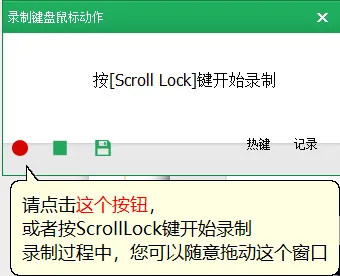 录制键盘鼠标动作
按[Scroll Lock]键开始录制
热键 记录
请点击这个按钮，
或者按ScrollLock键开始录制
录制过程中，您可以随意拖动这个窗口